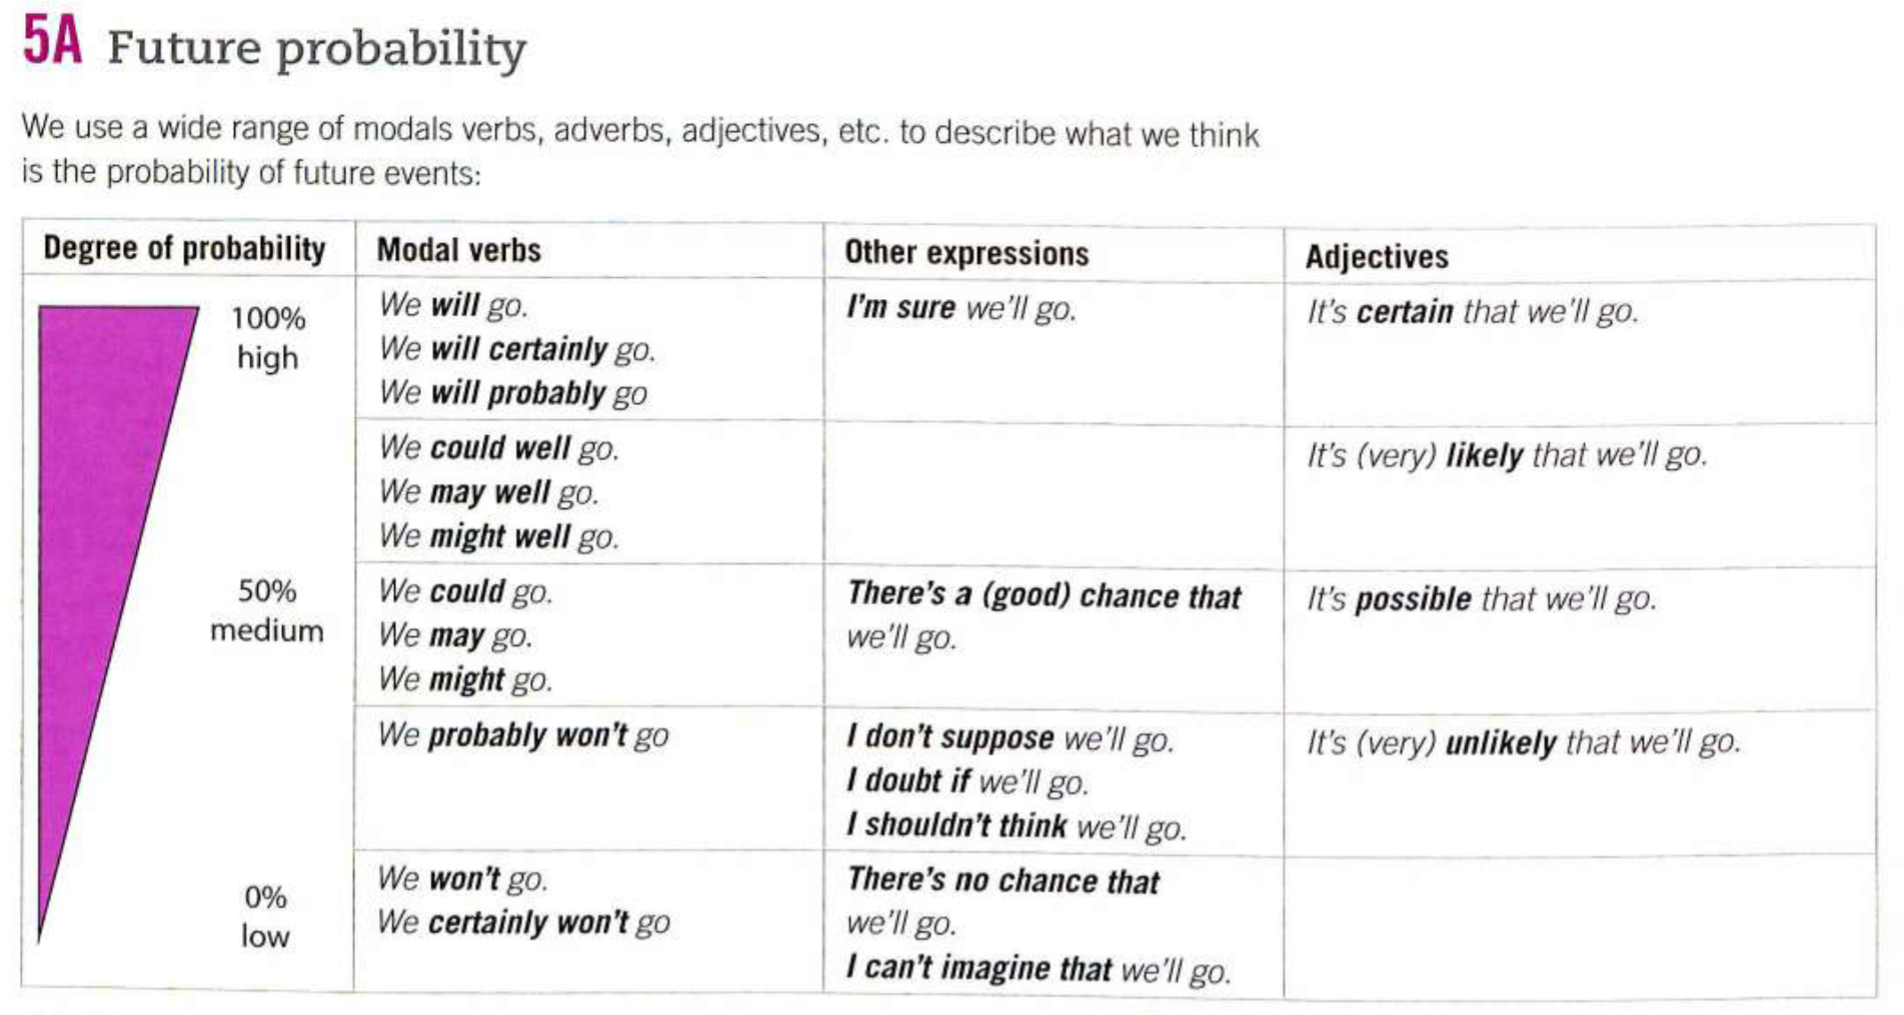 5A Future probability
We use a wide range of modals verbs, adverbs, adjectives, etc. to describe what we think
is the probability of future events:
Degree of probability Modal verbs Other expressions Adjectives
100%
high
We will go.
We will certainly go.
We will probably go
I'm sure we'll go.
It's certain that we'll go.
We could well go.
We may well go.
We might well go.
It's (very) likely that we'll go.
50%
medium
We could go.
We may go.
We might go.
There's a (good) chance that
we'll go.
It's possible that we'll go.
We probably won't go
I don't suppose we'll go.
I doubt if we'll go.
I shouldn't think we'll go.
It's (very) unlikely that we'll go.
0%
low
We won't go.
We certainly won't go
There's no chance that
we'll go.
I can't imagine that we'll go.